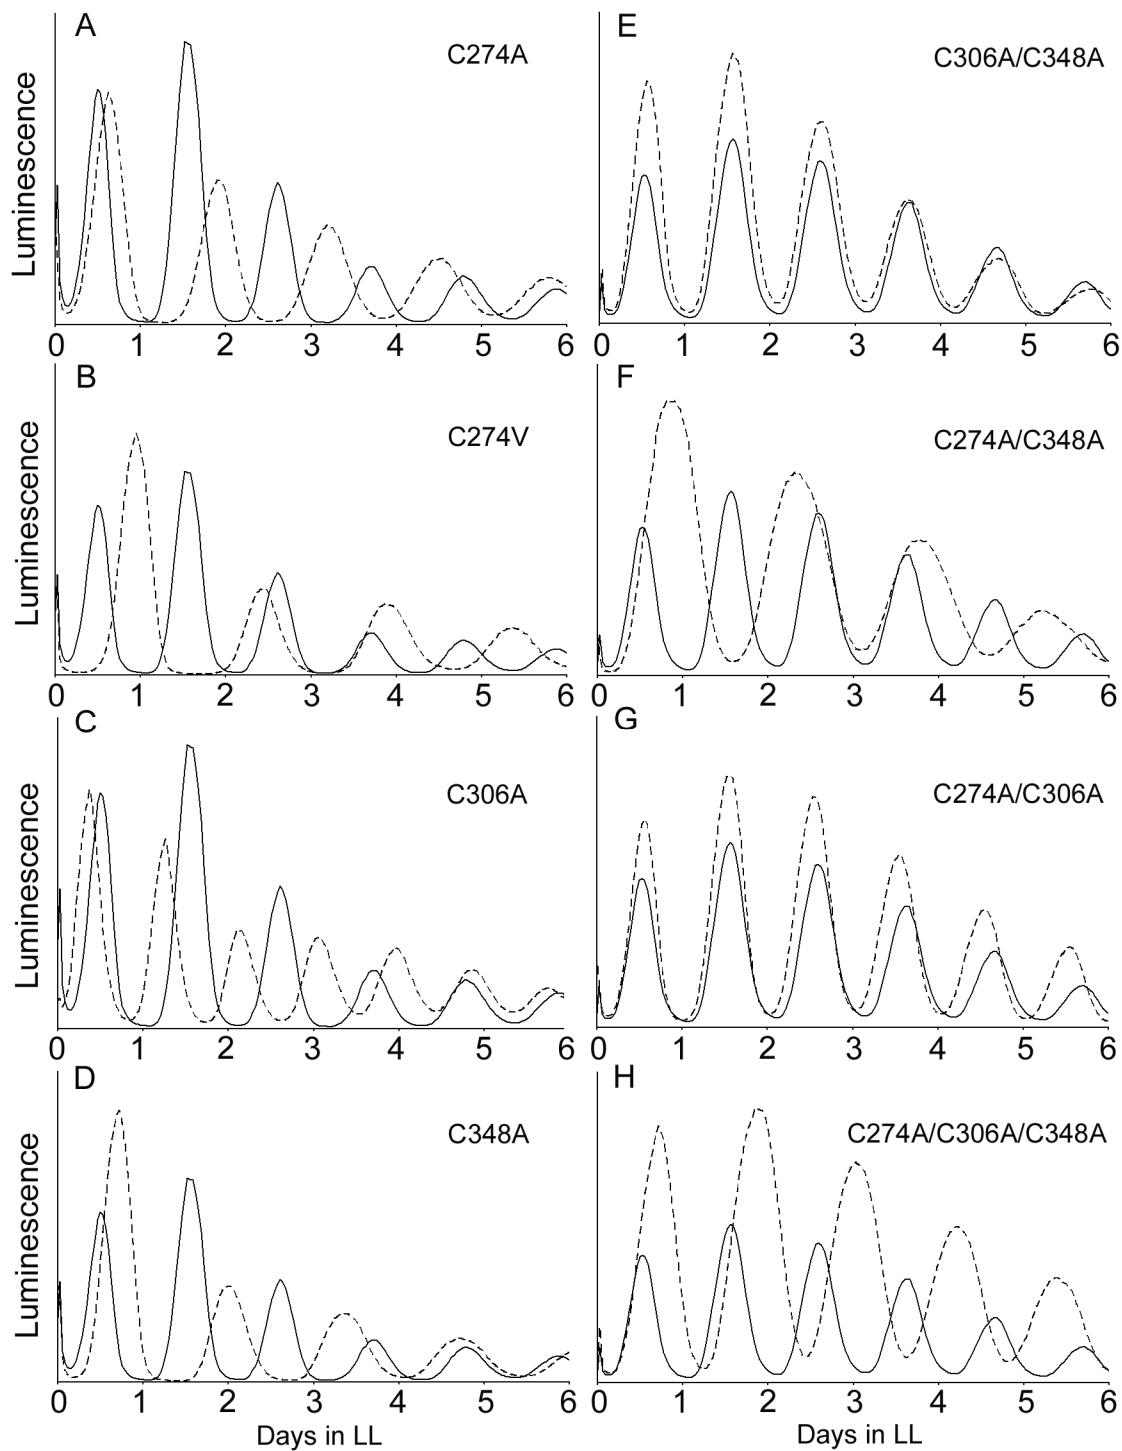 A
C274A
Luminescence
0 1 2 3 4 5 6
B
C274V
Luminescence
0 1 2 3 4 5 6
C
C306A
Luminescence
0 1 2 3 4 5 6
D
C348A
Luminescence
0 1 2 3 4 5 6
Days in LL
E
C306A/C348A
0 1 2 3 4 5 6
F
C274A/C348A
0 1 2 3 4 5 6
G
C274A/C306A
0 1 2 3 4 5 6
H
C274A/C306A/C348A
0 1 2 3 4 5 6
Days in LL